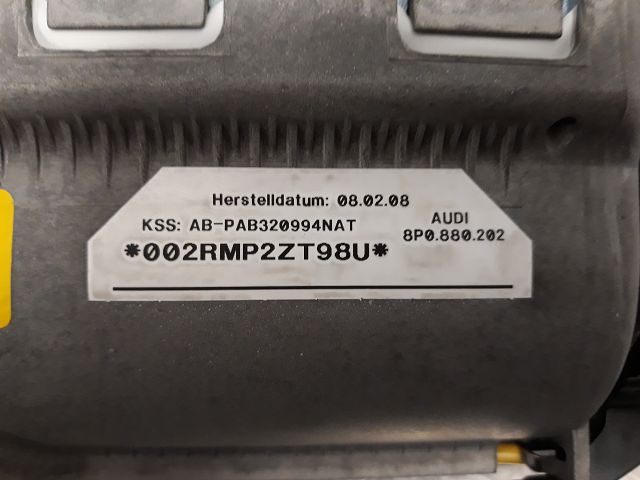 Herstelldatum: 08.02.08
KSS: AB-PAB320994NAT
AUDI
8P0.880.202
*002RMP2ZT98U*